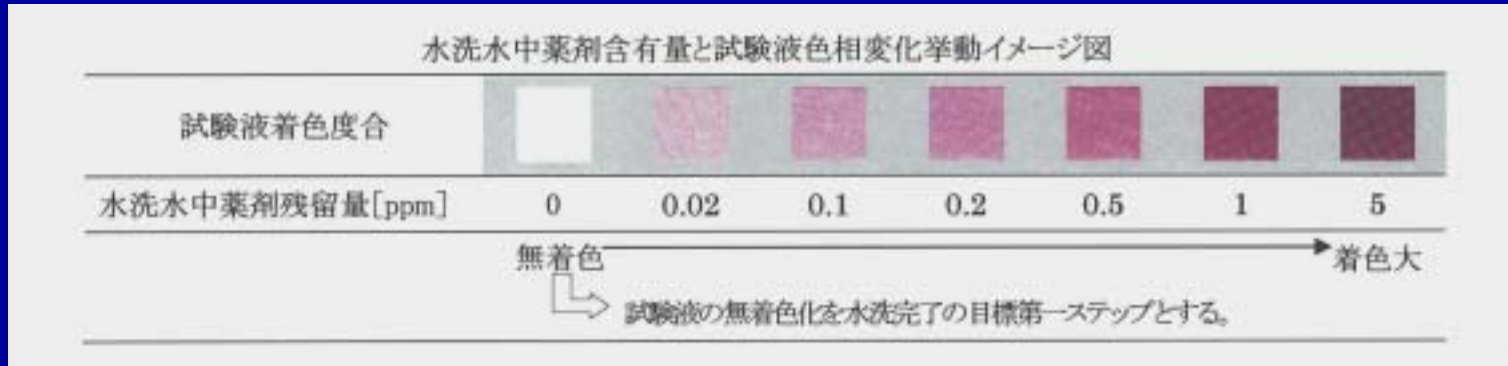 水洗水中薬剤含有量と試験液色相変化挙動イメージ図
試験液着色度合
水洗水中薬剤残留量[ppm] 0 0.02 0.1 0.2 0.5 1 5
無着色 着色大
試験液の無着色化を水洗完了の目標第一ステップとする。